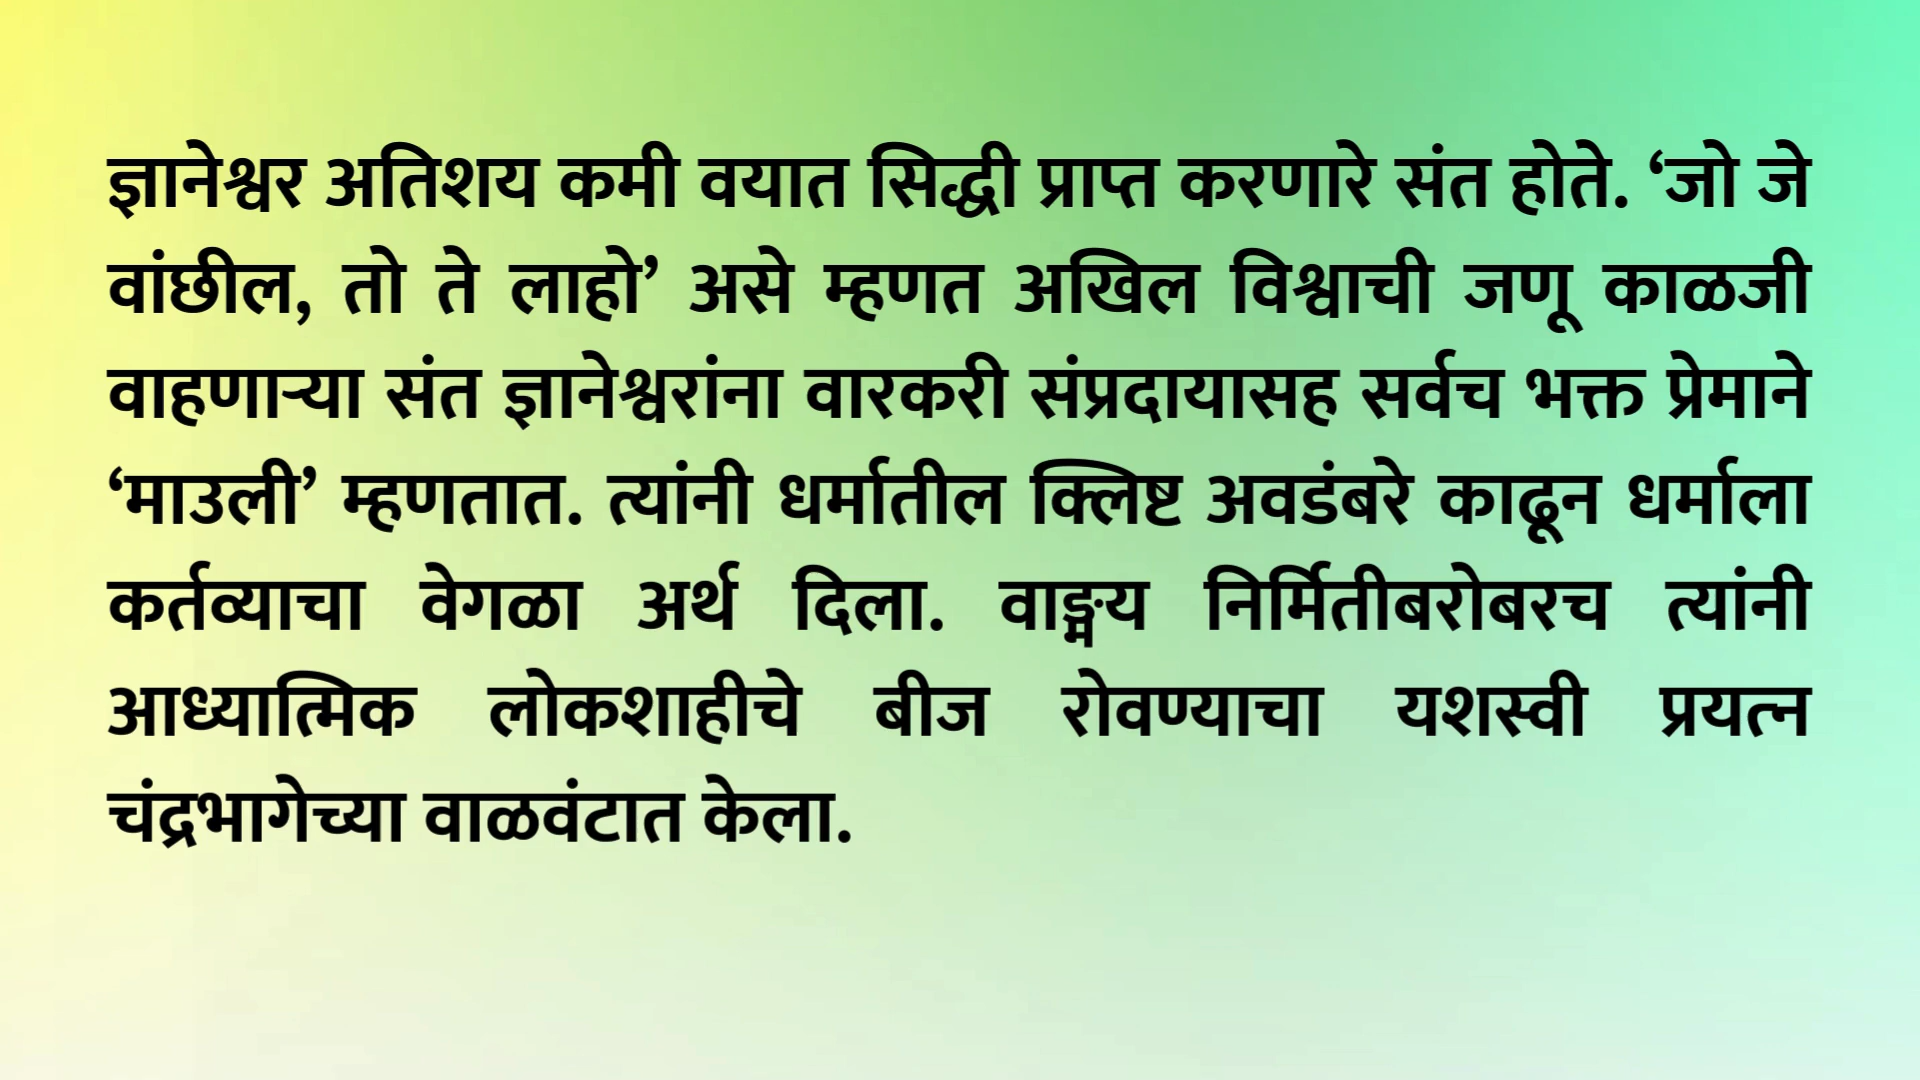 ज्ञानेश्वर अतिशय कमी वयात सिद्धी प्राप्त करणारे संत होते. ‘जो जे
वांछील, तो ते लाहो’ असे म्हणत अखिल विश्वाची जणू काळजी
वाहणाऱ्या संत ज्ञानेश्वरांना वारकरी संप्रदायासह सर्वच भक्त प्रेमाने
‘माउली’ म्हणतात. त्यांनी धर्मातील क्लिष्ट अवडंबरे काढून धर्माला
कर्तव्याचा वेगळा अर्थ दिला. वाङ्मय निर्मितीबरोबरच त्यांनी
आध्यात्मिक लोकशाहीचे बीज रोवण्याचा यशस्वी प्रयत्न
चंद्रभागेच्या वाळवंटात केला.